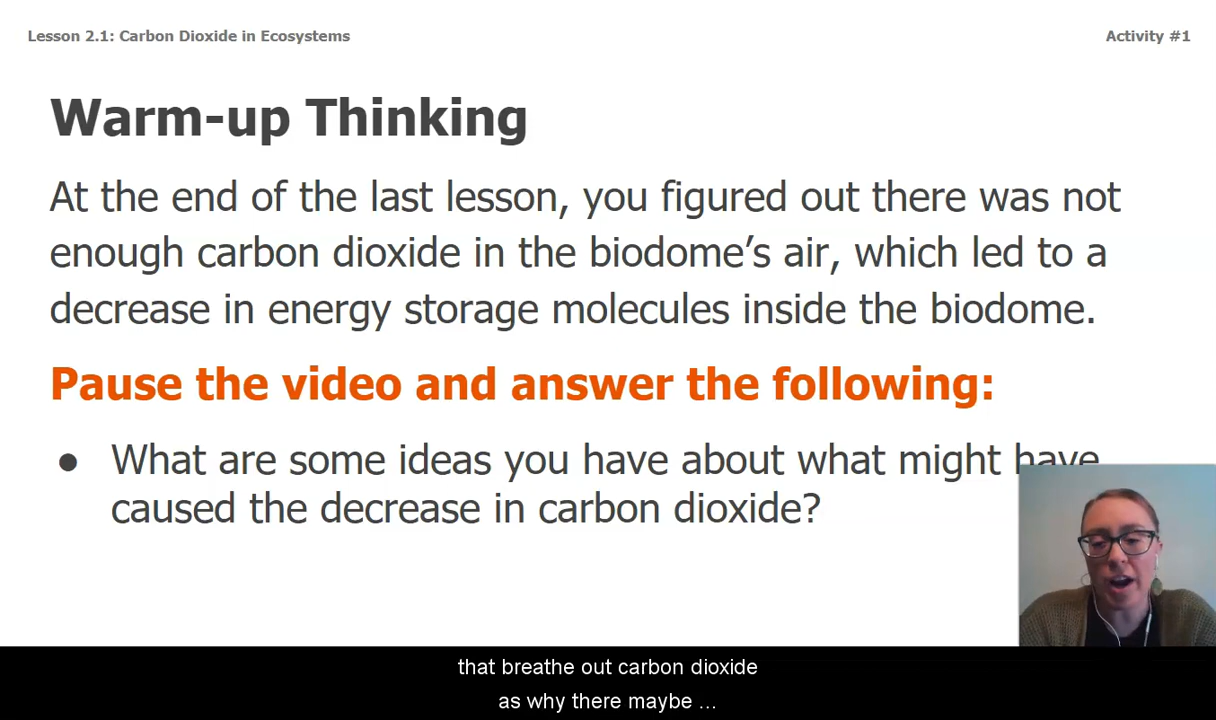 Lesson 2.1: Carbon Dioxide in Ecosystems
Activity #1
Warm-up Thinking
At the end of the last lesson, you figured out there was not
enough carbon dioxide in the biodome’s air, which led to a
decrease in energy storage molecules inside the biodome.
Pause the video and answer the following:
● What are some ideas you have about what might have
caused the decrease in carbon dioxide?
that breathe out carbon dioxide
as why there maybe ...